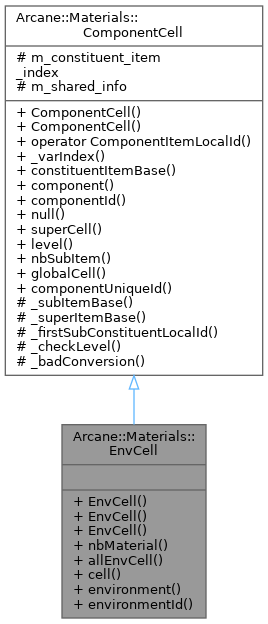 Arcane::Materials::
ComponentCell
# m_constituent_item
_index
# m_shared_info
+ ComponentCell()
+ ComponentCell()
+ operator ComponentItemLocalId()
+ _varIndex()
+ constituentItemBase()
+ component()
+ componentId()
+ null()
+ superCell()
+ level()
+ nbSubItem()
+ globalCell()
+ componentUniqueId()
# _subItemBase()
# _superItemBase()
# _firstSubConstituentLocalId()
# _checkLevel()
# _badConversion()
Arcane::Materials::
EnvCell
+ EnvCell()
+ EnvCell()
+ EnvCell()
+ nbMaterial()
+ allEnvCell()
+ cell()
+ environment()
+ environmentId()